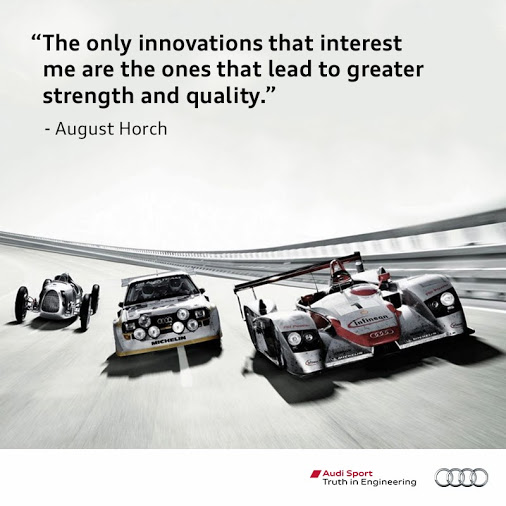 “The only innovations that interest
me are the ones that lead to greater
strength and quality.”
- August Horch
MICHELIN
Infineon
Audi Sport
Truth in Engineering